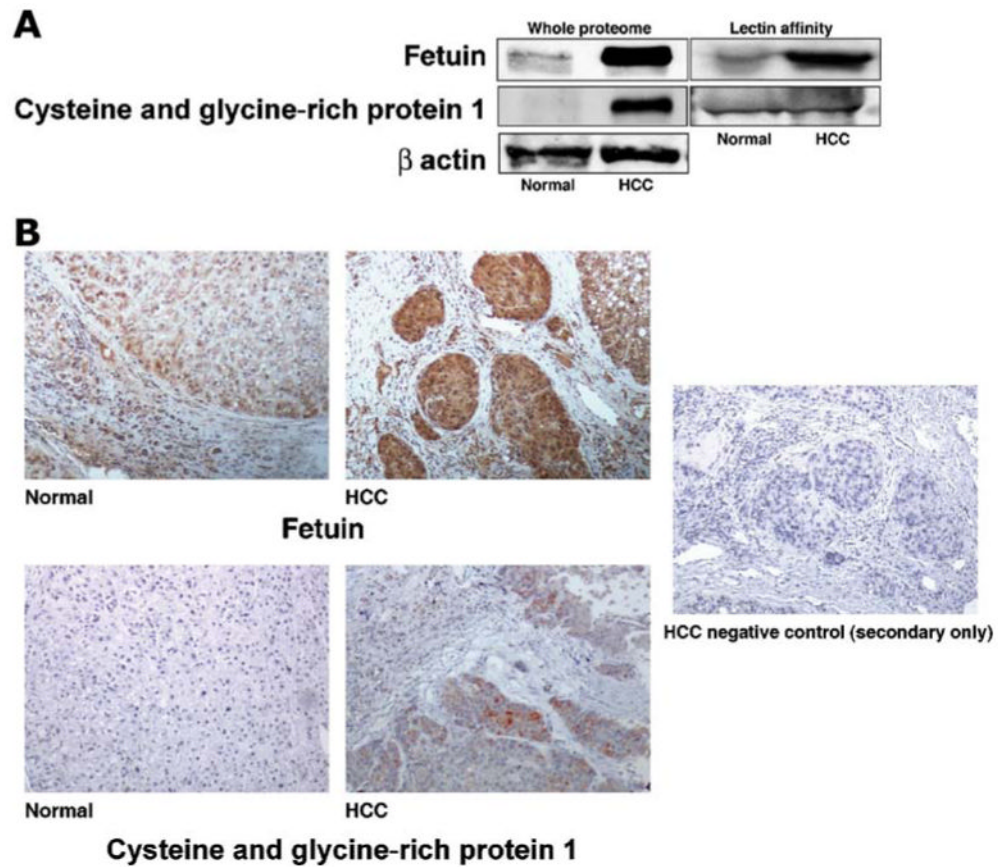 A
Whole proteome
Lectin affinity
Fetuin
Cysteine and glycine-rich protein 1
Normal
HCC
β actin
Normal
HCC
B
Normal
HCC
Fetuin
HCC negative control (secondary only)
Normal
HCC
Cysteine and glycine-rich protein 1